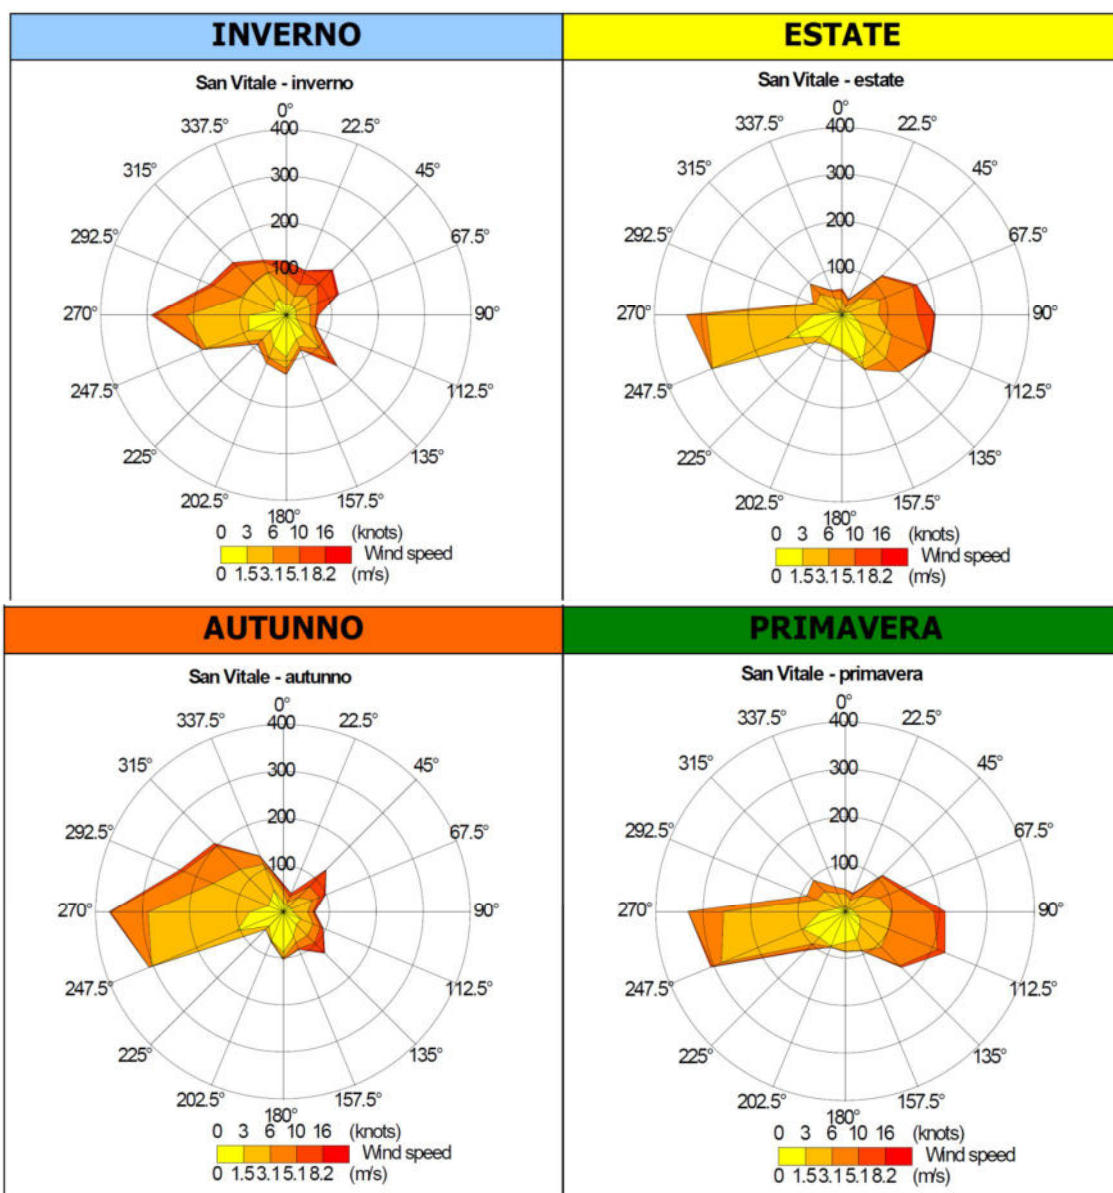 INVERNO
San Vitale - inverno
0°
337.5° 400 22.5°
315° 300 45°
292.5° 200 67.5°
100
270° 90°
247.5° 112.5°
225° 135°
202.5° 157.5°
180°
0 3 6 10 16 (knots)
Wind speed
0 1.5 3.1 5.1 8.2 (m/s)
ESTATE
San Vitale - estate
0°
337.5° 400 22.5°
315° 300 45°
292.5° 200 67.5°
100
270° 90°
247.5° 112.5°
225° 135°
202.5° 157.5°
180°
0 3 6 10 16 (knots)
Wind speed
0 1.5 3.1 5.1 8.2 (m/s)
AUTUNNO
San Vitale - autunno
0°
337.5° 400 22.5°
315° 300 45°
292.5° 200 67.5°
100
270° 90°
247.5° 112.5°
225° 135°
202.5° 157.5°
180°
0 3 6 10 16 (knots)
Wind speed
0 1.5 3.1 5.1 8.2 (m/s)
PRIMAVERA
San Vitale - primavera
0°
337.5° 400 22.5°
315° 300 45°
292.5° 200 67.5°
100
270° 90°
247.5° 112.5°
225° 135°
202.5° 157.5°
180°
0 3 6 10 16 (knots)
Wind speed
0 1.5 3.1 5.1 8.2 (m/s)